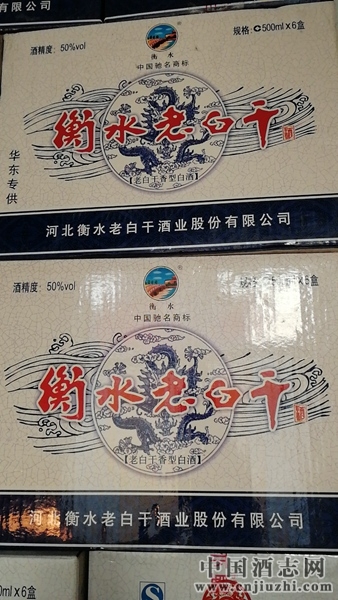 有限公司
酒精度：50%vol
规格：C500ml x 6盒
衡水
中国驰名商标
衡水老白干
华东专供
【老白干香型白酒】
河北衡水老白干酒业股份有限公司
酒精度：50%vol
衡水
中国驰名商标
衡水老白干
【老白干香型白酒】
河北衡水老白干酒业股份有限公司
0ml x 6盒
中国酒志网
www.cnjiuzhi.com